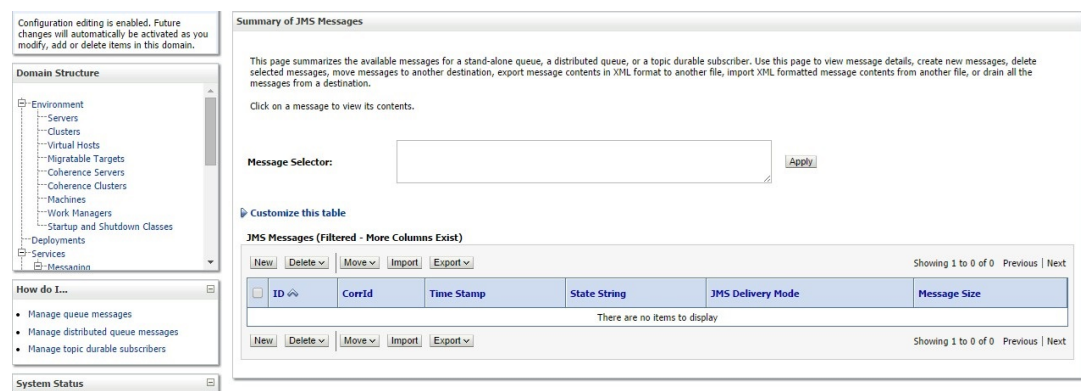 Configuration editing is enabled. Future
changes will automatically be activated as you
modify, add or delete items in this domain.
Domain Structure
Environment
Servers
Clusters
Virtual Hosts
Migratable Targets
Coherence Servers
Coherence Clusters
Machines
Work Managers
Startup and Shutdown Classes
Deployments
Services
Messaging
How do I...
Manage queue messages
Manage distributed queue messages
Manage topic durable subscribers
System Status
Summary of JMS Messages
This page summarizes the available messages for a stand-alone queue, a distributed queue, or a topic durable subscriber. Use this page to view message details, create new messages, delete
selected messages, move messages to another destination, export message contents in XML format to another file, import XML formatted message contents from another file, or drain all the
messages from a destination.
Click on a message to view its contents.
Message Selector: Apply
Customize this table
JMS Messages (Filtered - More Columns Exist)
New Delete Move Import Export Showing 1 to 0 of 0 Previous | Next
ID CorrId Time Stamp State String JMS Delivery Mode Message Size
There are no items to display
New Delete Move Import Export Showing 1 to 0 of 0 Previous | Next